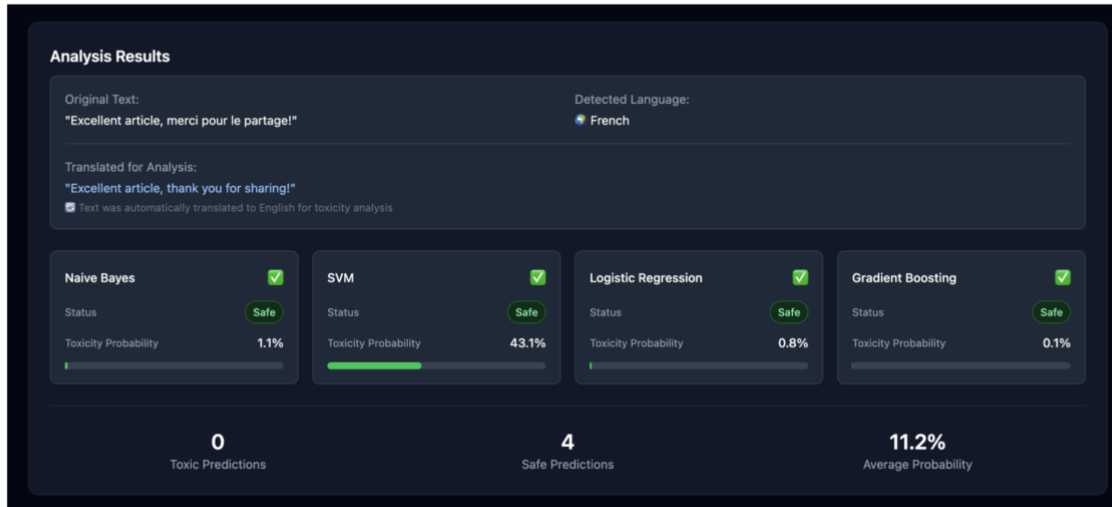 Analysis Results
Original Text:
"Excellent article, merci pour le partage!"
Detected Language:
French
Translated for Analysis:
"Excellent article, thank you for sharing!"
Text was automatically translated to English for toxicity analysis
Naive Bayes
Status
Safe
Toxicity Probability
1.1%
SVM
Status
Safe
Toxicity Probability
43.1%
Logistic Regression
Status
Safe
Toxicity Probability
0.8%
Gradient Boosting
Status
Safe
Toxicity Probability
0.1%
0
Toxic Predictions
4
Safe Predictions
11.2%
Average Probability